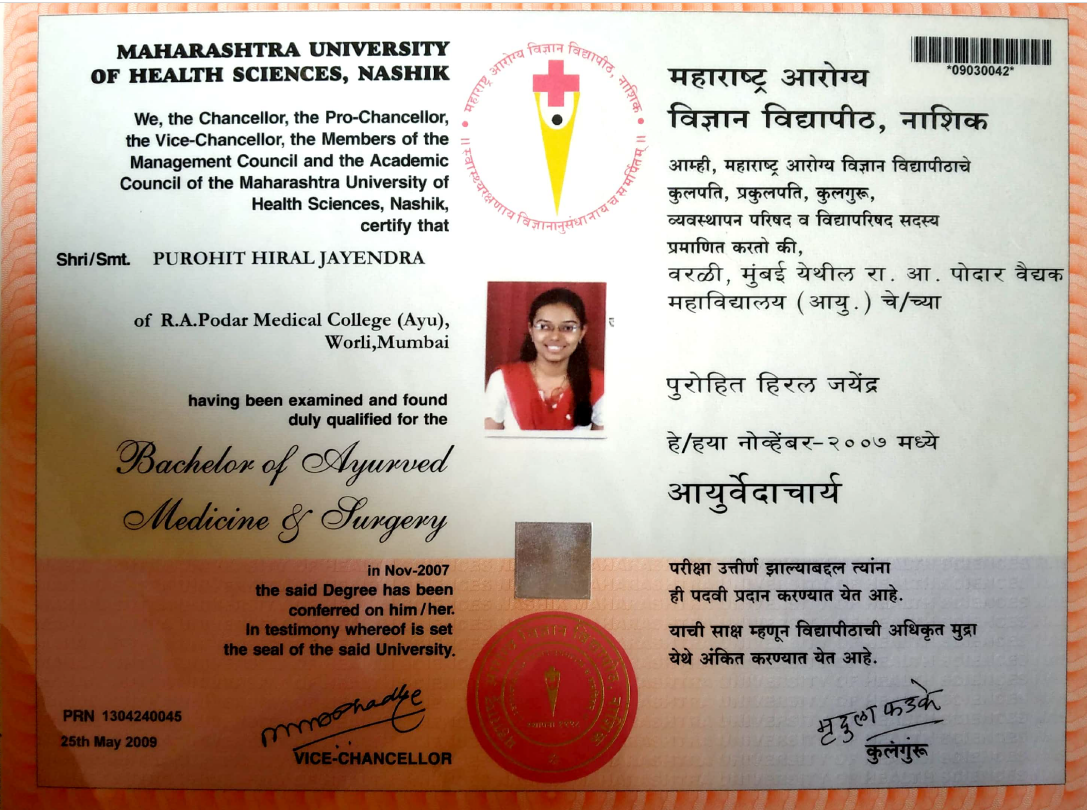 MAHARASHTRA UNIVERSITY
OF HEALTH SCIENCES, NASHIK
We, the Chancellor, the Pro-Chancellor,
the Vice-Chancellor, the Members of the
Management Council and the Academic
Council of the Maharashtra University of
Health Sciences, Nashik,
certify that
Shri/Smt. PUROHIT HIRAL JAYENDRA
of R.A.Podar Medical College (Ayu),
Worli,Mumbai
having been examined and found
duly qualified for the
Bachelor of Ayurved
Medicine & Surgery
in Nov-2007
the said Degree has been
conferred on him/her.
In testimony whereof is set
the seal of the said University.
PRN 1304240045
25th May 2009
VICE-CHANCELLOR
महाराष्ट्र आरोग्य विज्ञान विद्यापीठ, नाशिक
॥ स्वास्थ्यरक्षणाय विज्ञानानुसंधानाय च समर्पितम् ॥
*09030042*
महाराष्ट्र आरोग्य
विज्ञान विद्यापीठ, नाशिक
आम्ही, महाराष्ट्र आरोग्य विज्ञान विद्यापीठाचे
कुलपति, प्रकुलपति, कुलगुरू,
व्यवस्थापन परिषद व विद्यापरिषद सदस्य
प्रमाणित करतो की,
वरळी, मुंबई येथील रा. आ. पोदार वैद्यक
महाविद्यालय (आयु.) चे/च्या
पुरोहित हिरल जयेंद्र
हे/हया नोव्हेंबर-२००७ मध्ये
आयुर्वेदाचार्य
परीक्षा उत्तीर्ण झाल्याबद्दल त्यांना
ही पदवी प्रदान करण्यात येत आहे.
याची साक्ष म्हणून विद्यापीठाची अधिकृत मुद्रा
येथे अंकित करण्यात येत आहे.
मृदुला फडके
कुलगुरू